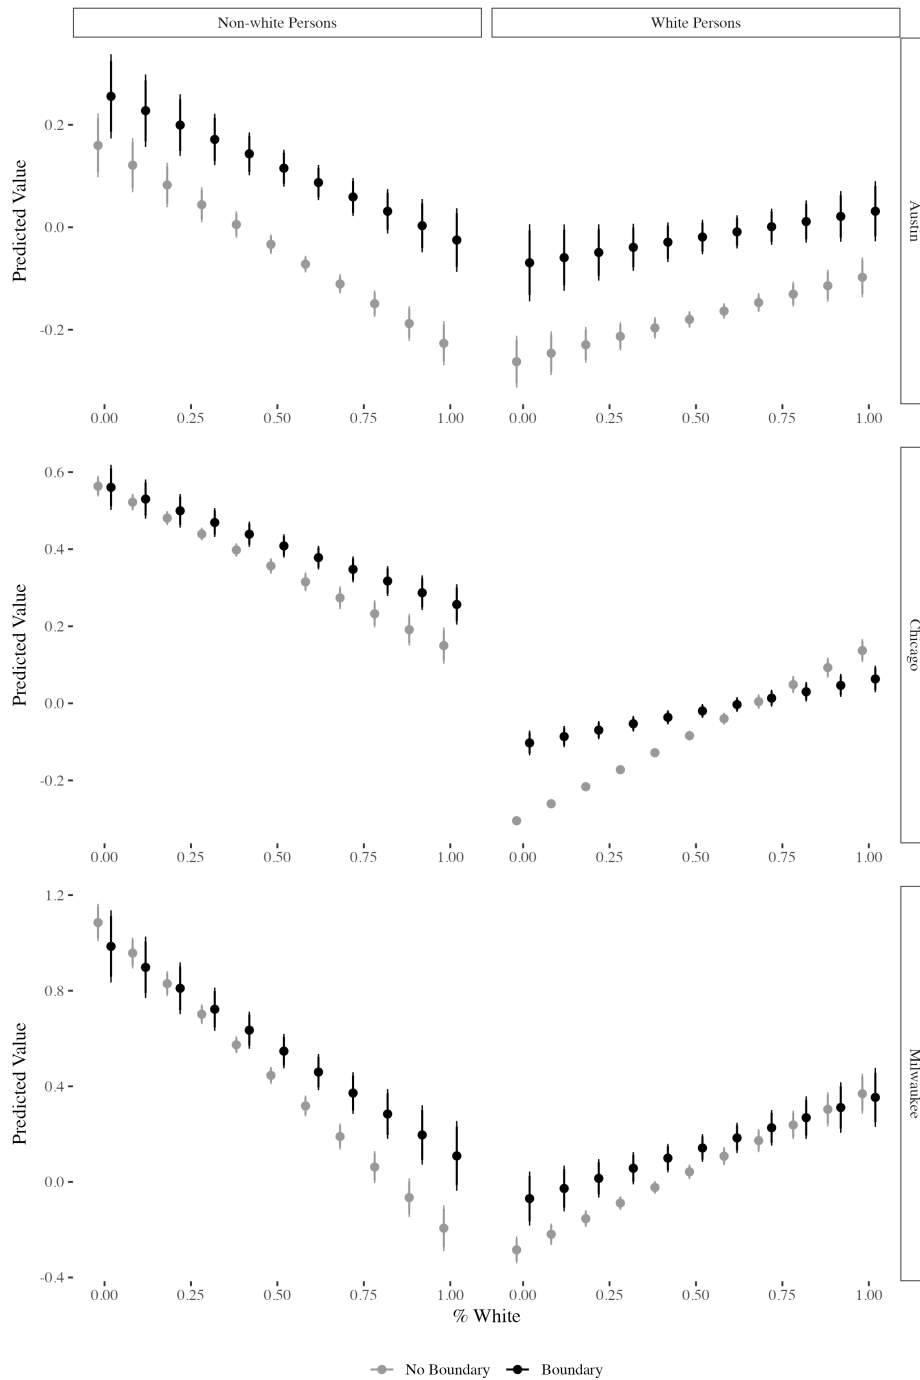 Non-white Persons White Persons
Predicted Value
0.2
0.0
-0.2
Austin
0.00 0.25 0.50 0.75 1.00 0.00 0.25 0.50 0.75 1.00
Predicted Value
0.6
0.4
0.2
0.0
-0.2
Chicago
0.00 0.25 0.50 0.75 1.00 0.00 0.25 0.50 0.75 1.00
Predicted Value
1.2
0.8
0.4
0.0
-0.4
Milwaukee
0.00 0.25 0.50 0.75 1.00 0.00 0.25 0.50 0.75 1.00
% White
No Boundary Boundary